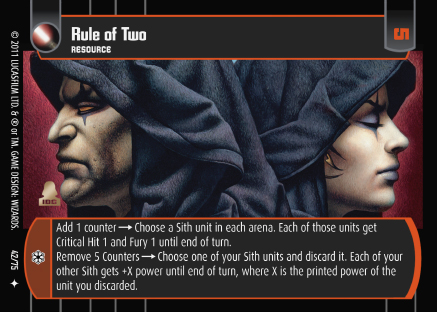 Rule of Two
RESOURCE
5
Add 1 counter → Choose a Sith unit in each arena. Each of those units get
Critical Hit 1 and Fury 1 until end of turn.
Remove 5 Counters → Choose one of your Sith units and discard it. Each of your
other Sith gets +X power until end of turn, where X is the printed power of the
unit you discarded.
IDC
© 2011 LUCASFILM LTD. & ® or TM. GAME DESIGN: WIZARDS.
42/75